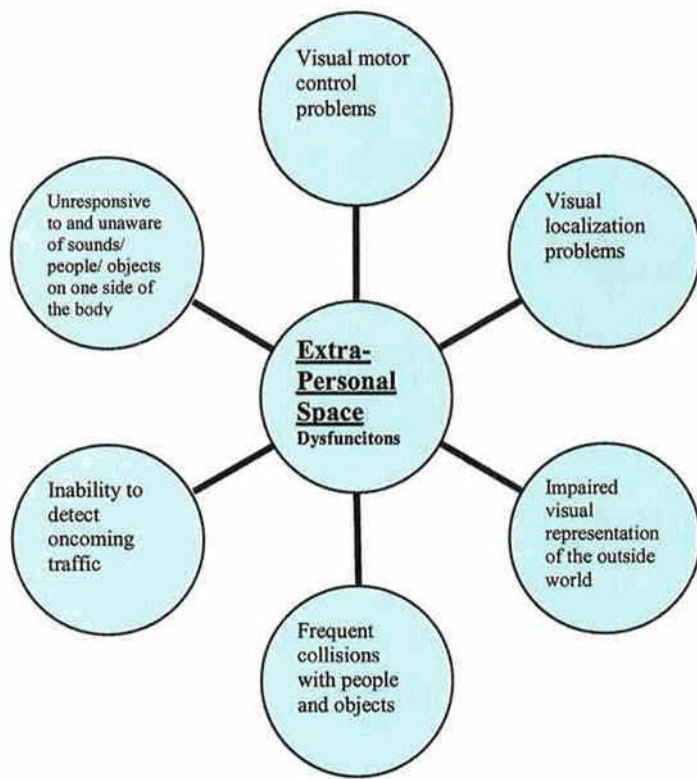 Visual motor
control
problems
Unresponsive
to and unaware
of sounds/
people/ objects
on one side of
the body
Visual
localization
problems
Extra-
Personal
Space
Dysfuncitons
Inability to
detect
oncoming
traffic
Impaired
visual
representation
of the outside
world
Frequent
collisions
with people
and objects